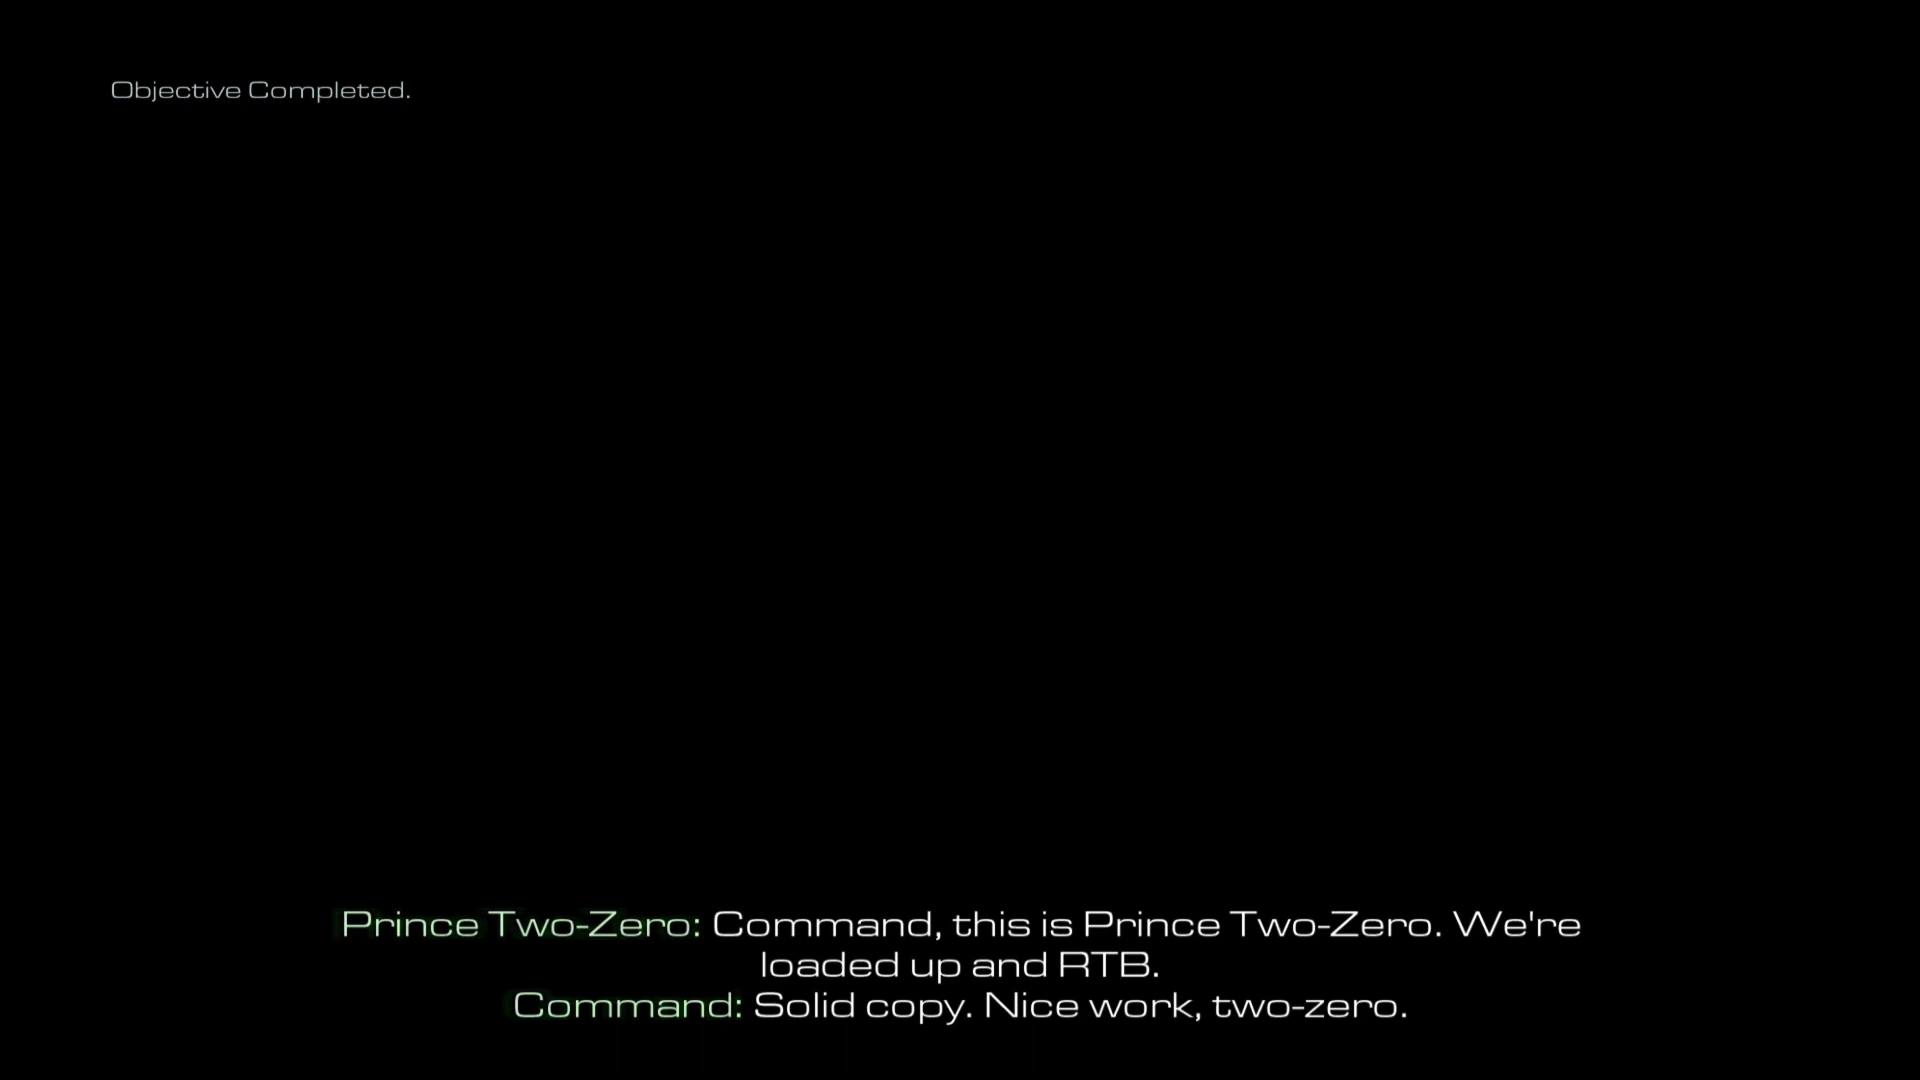 Objective Completed.
Prince Two-Zero: Command, this is Prince Two-Zero. We're
loaded up and RTB.
Command: Solid copy. Nice work, two-zero.